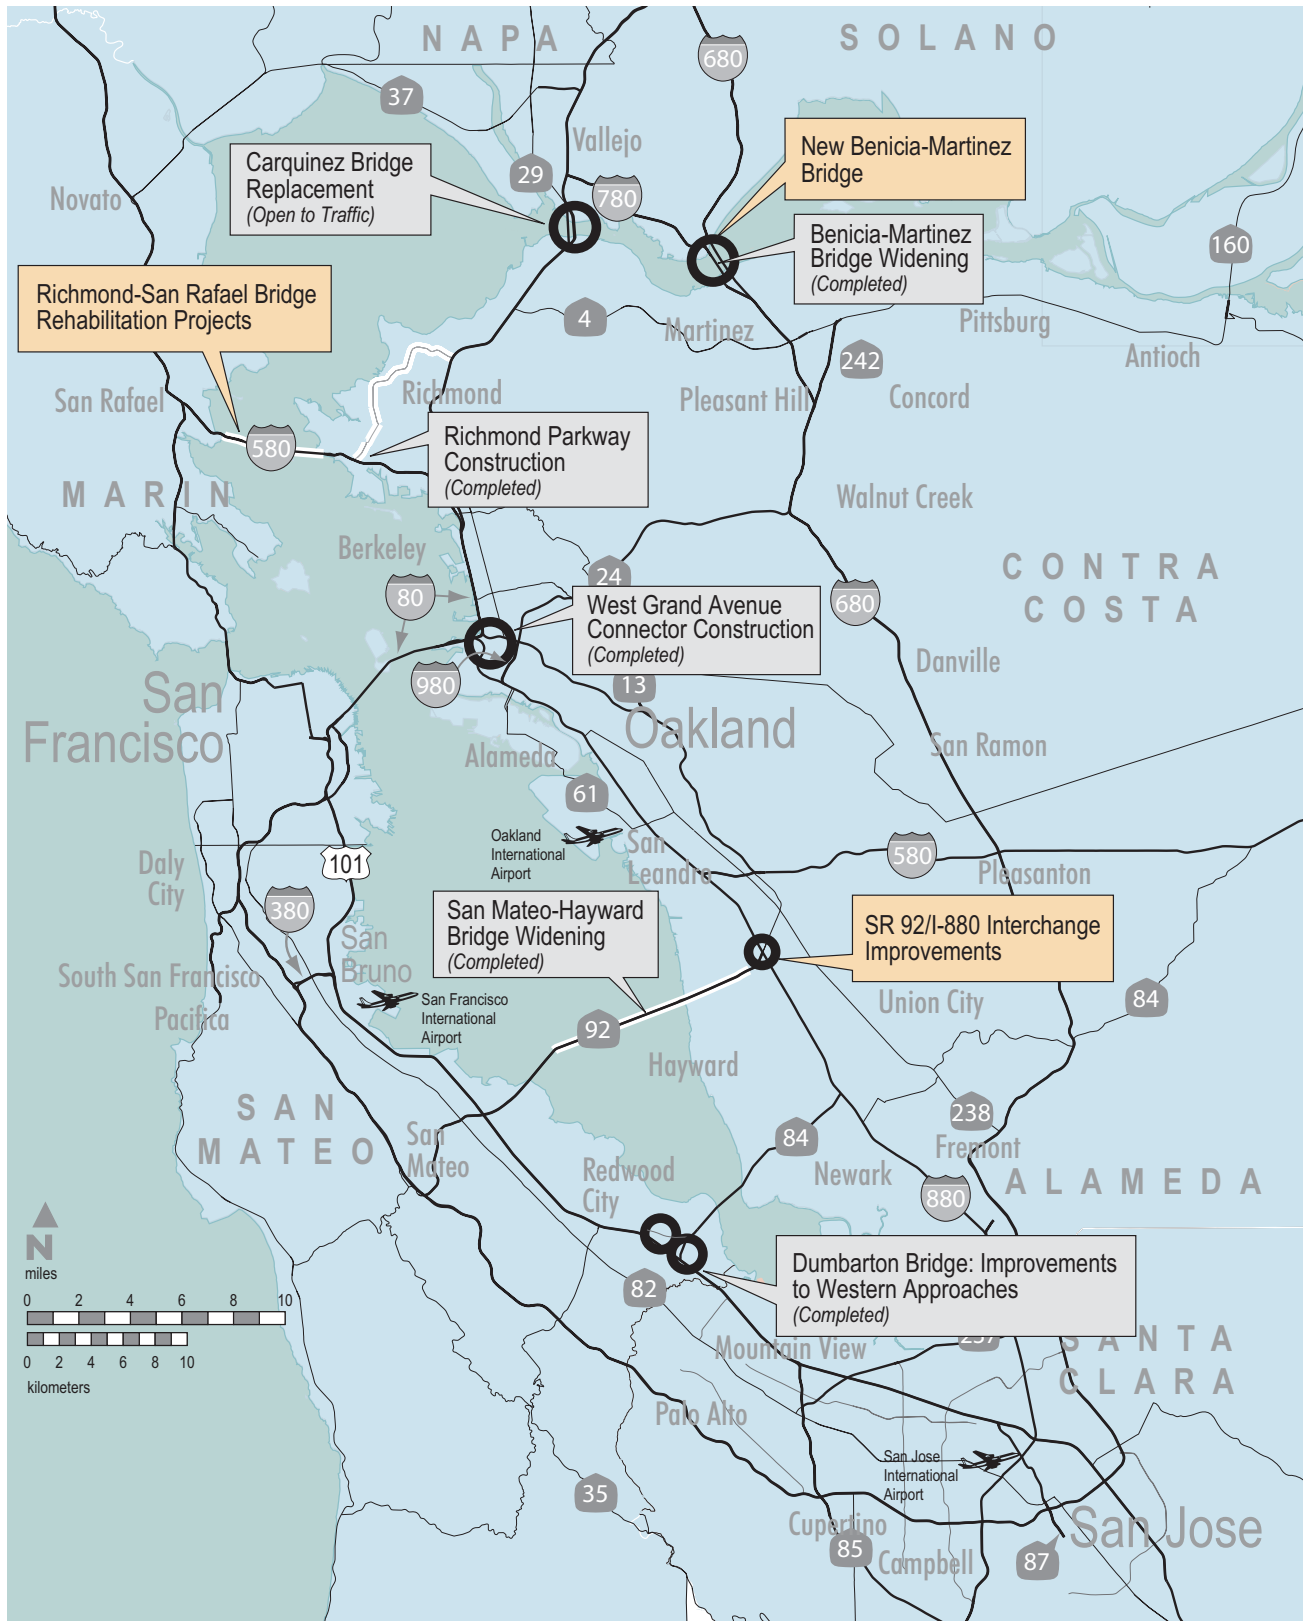 NAPA
SOLANO
680
37
Vallejo
New Benicia-Martinez
Bridge
Carquinez Bridge
Replacement
(Open to Traffic)
29
780
Novato
Benicia-Martinez
Bridge Widening
(Completed)
160
Richmond-San Rafael Bridge
Rehabilitation Projects
4
Martinez
Pittsburg
Antioch
242
San Rafael
Richmond
Pleasant Hill
Concord
580
Richmond Parkway
Construction
(Completed)
MARIN
Walnut Creek
Berkeley
CONTRA
COSTA
24
80
680
West Grand Avenue
Connector Construction
(Completed)
Danville
980
13
San
Francisco
Oakland
San Ramon
Alameda
61
Oakland
International
Airport
San
Leandro
580
Pleasanton
Daly
City
101
380
San Mateo-Hayward
Bridge Widening
(Completed)
SR 92/I-880 Interchange
Improvements
San
Bruno
South San Francisco
Pacifica
San Francisco
International
Airport
Union City
84
92
Hayward
SAN
MATEO
238
Fremont
San
Mateo
84
Newark
Redwood
City
880
ALAMEDA
N
miles
0 2 4 6 8 10
0 2 4 6 8 10
kilometers
82
Dumbarton Bridge: Improvements
to Western Approaches
(Completed)
237
SANTA
CLARA
Mountain View
Palo Alto
San Jose
International
Airport
35
Cupertino
85
Campbell
87
San Jose